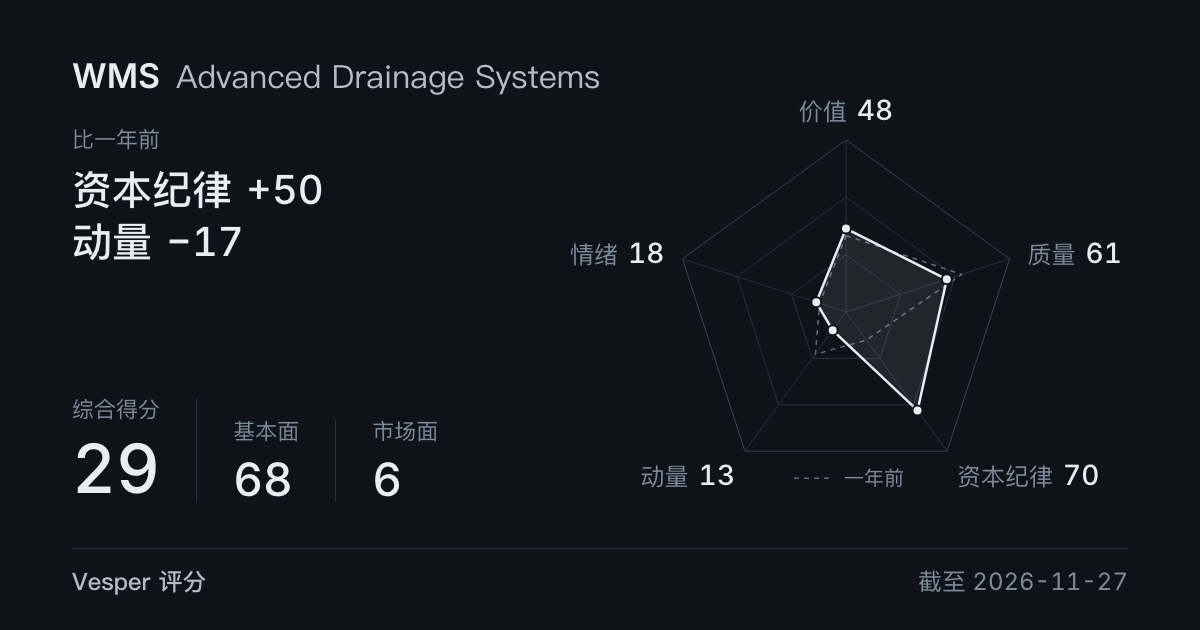 WMS Advanced Drainage Systems
比一年前
资本纪律 +50
动量 −17
价值 48
情绪 18
质量 61
动量 13
---- 一年前
资本纪律 70
综合得分
29
基本面
68
市场面
6
Vesper 评分
截至 2026-11-27